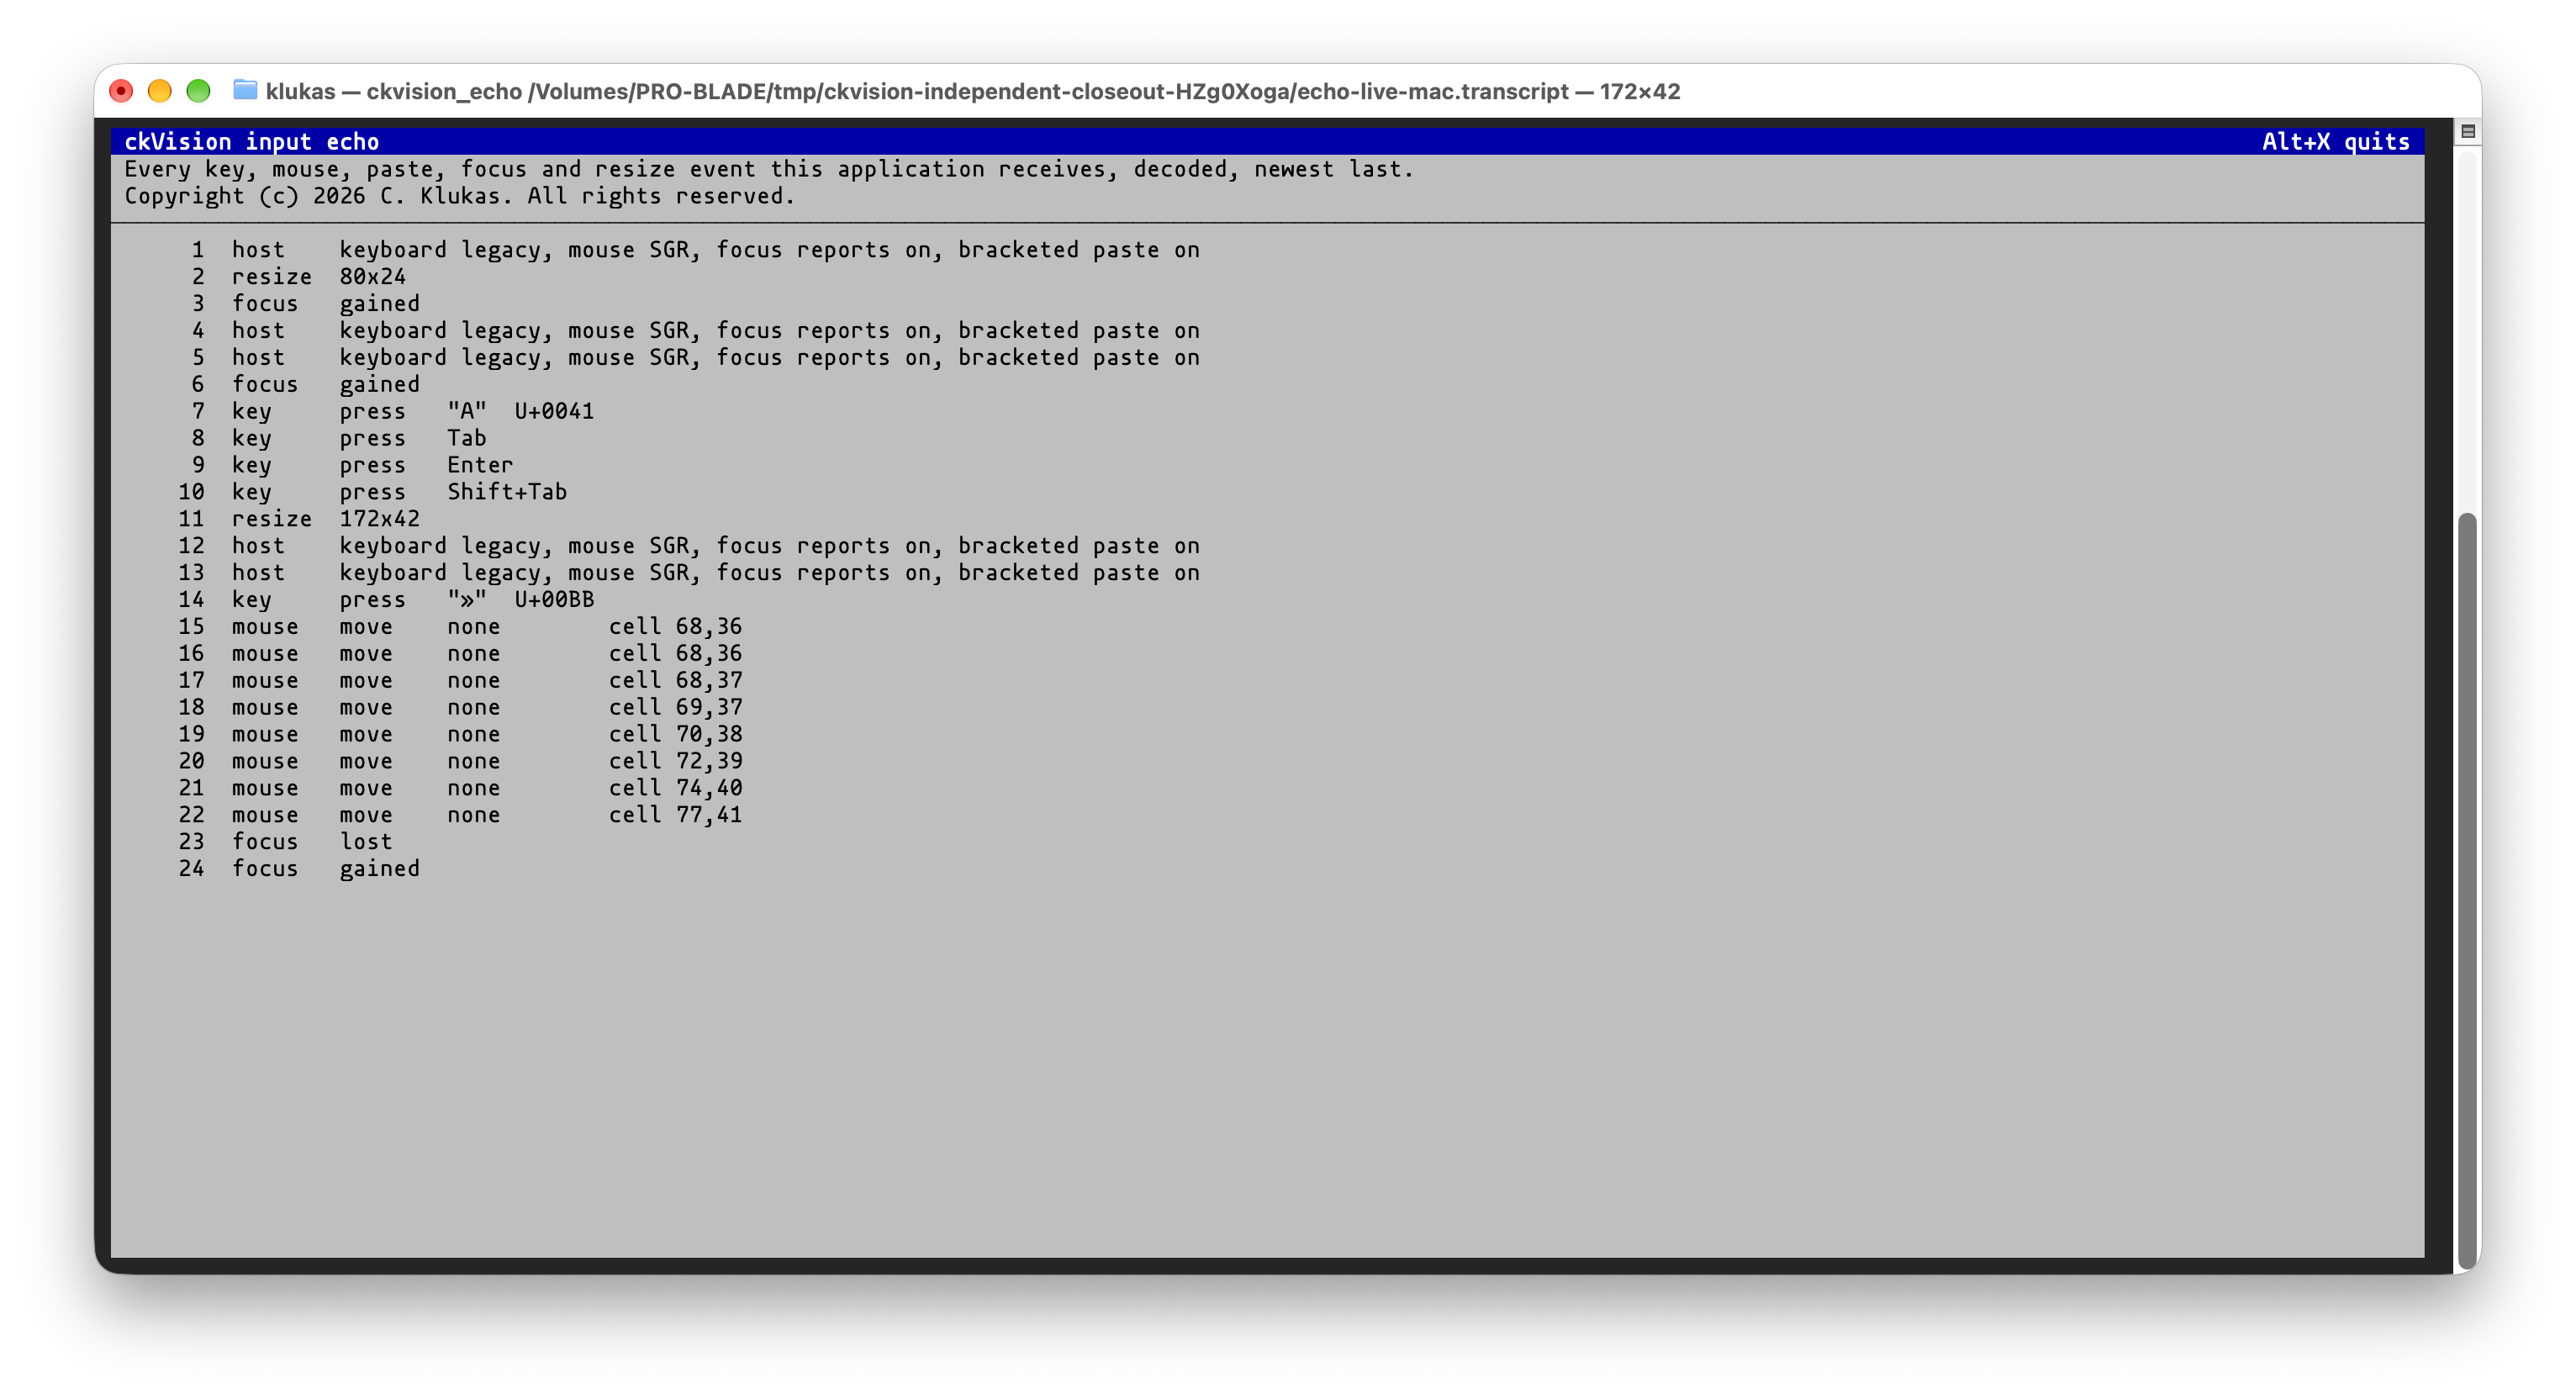 klukas — ckvision_echo /Volumes/PRO-BLADE/tmp/ckvision-independent-closeout-HZg0Xoga/echo-live-mac.transcript — 172×42
ckVision input echo Alt+X quits
Every key, mouse, paste, focus and resize event this application receives, decoded, newest last.
Copyright (c) 2026 C. Klukas. All rights reserved.
1 host keyboard legacy, mouse SGR, focus reports on, bracketed paste on
2 resize 80x24
3 focus gained
4 host keyboard legacy, mouse SGR, focus reports on, bracketed paste on
5 host keyboard legacy, mouse SGR, focus reports on, bracketed paste on
6 focus gained
7 key press "A" U+0041
8 key press Tab
9 key press Enter
10 key press Shift+Tab
11 resize 172x42
12 host keyboard legacy, mouse SGR, focus reports on, bracketed paste on
13 host keyboard legacy, mouse SGR, focus reports on, bracketed paste on
14 key press "»" U+00BB
15 mouse move none cell 68,36
16 mouse move none cell 68,36
17 mouse move none cell 68,37
18 mouse move none cell 69,37
19 mouse move none cell 70,38
20 mouse move none cell 72,39
21 mouse move none cell 74,40
22 mouse move none cell 77,41
23 focus lost
24 focus gained